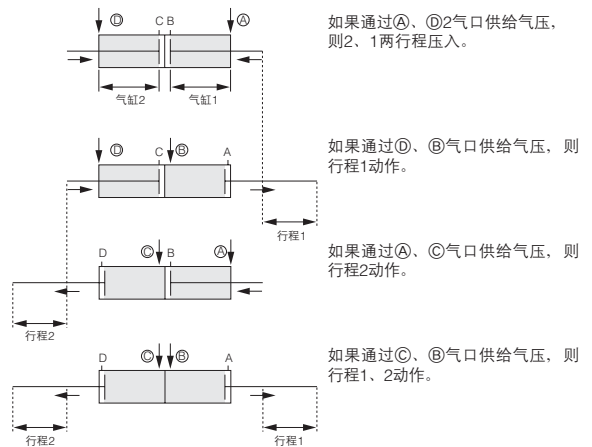 Ⓓ C B Ⓐ
如果通过Ⓐ、Ⓓ2气口供给气压，
则2、1两行程压入。
气缸2 气缸1
Ⓓ C Ⓑ A
如果通过Ⓓ、Ⓑ气口供给气压，则
行程1动作。
行程1
D Ⓒ B Ⓐ
如果通过Ⓐ、Ⓒ气口供给气压，则
行程2动作。
行程2
D Ⓒ Ⓑ A
如果通过Ⓒ、Ⓑ气口供给气压，则
行程1、2动作。
行程2 行程1